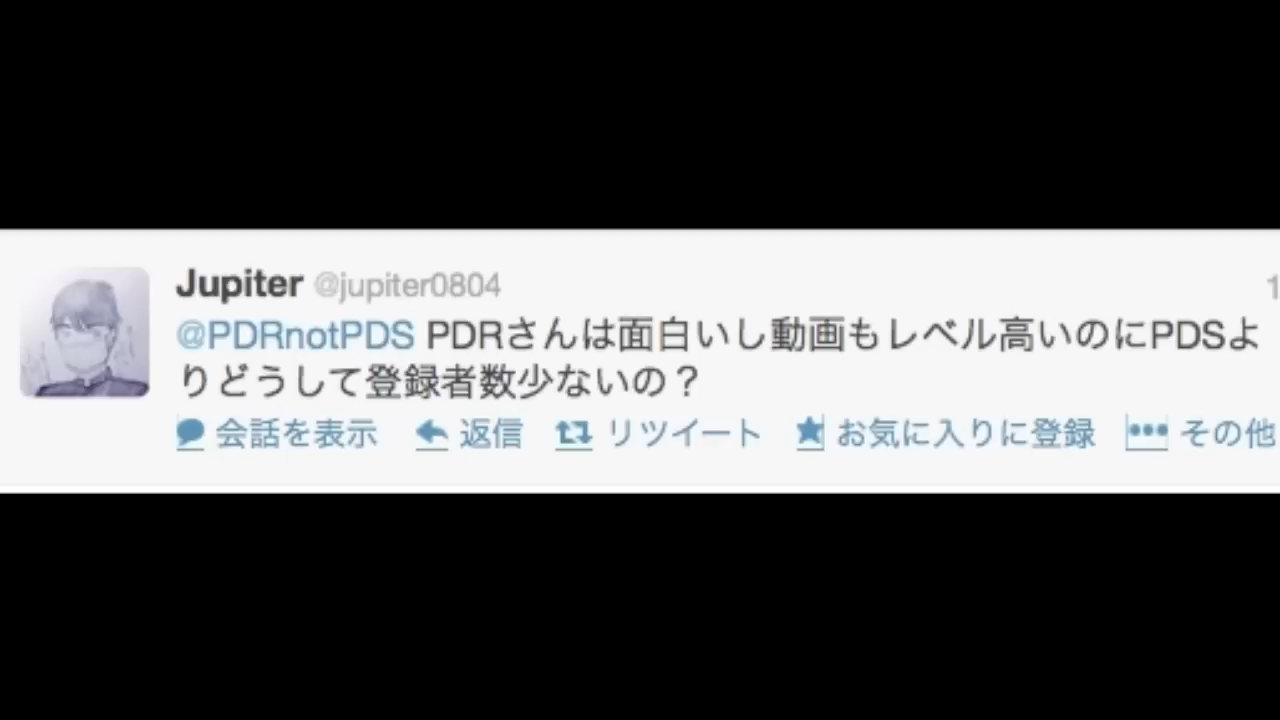 Jupiter @jupiter0804 1
@PDRnotPDS PDRさんは面白いし動画もレベル高いのにPDSよ
りどうして登録者数少ないの？
会話を表示 返信 リツイート お気に入りに登録 その他